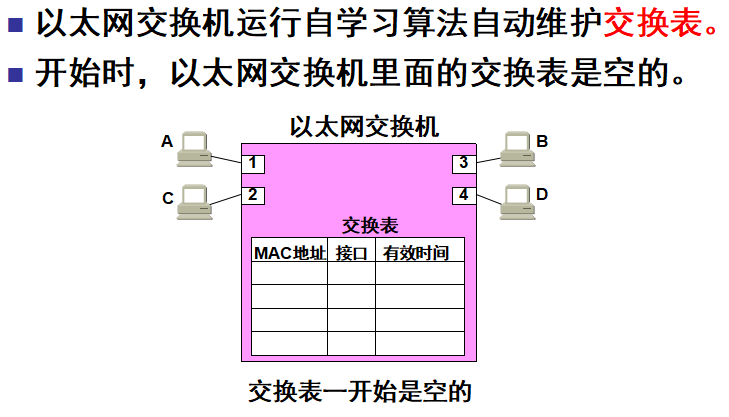 以太网交换机运行自学习算法自动维护交换表。
开始时，以太网交换机里面的交换表是空的。
以太网交换机
A
B
1
3
C
2
4
D
交换表
MAC地址 接口 有效时间
交换表一开始是空的